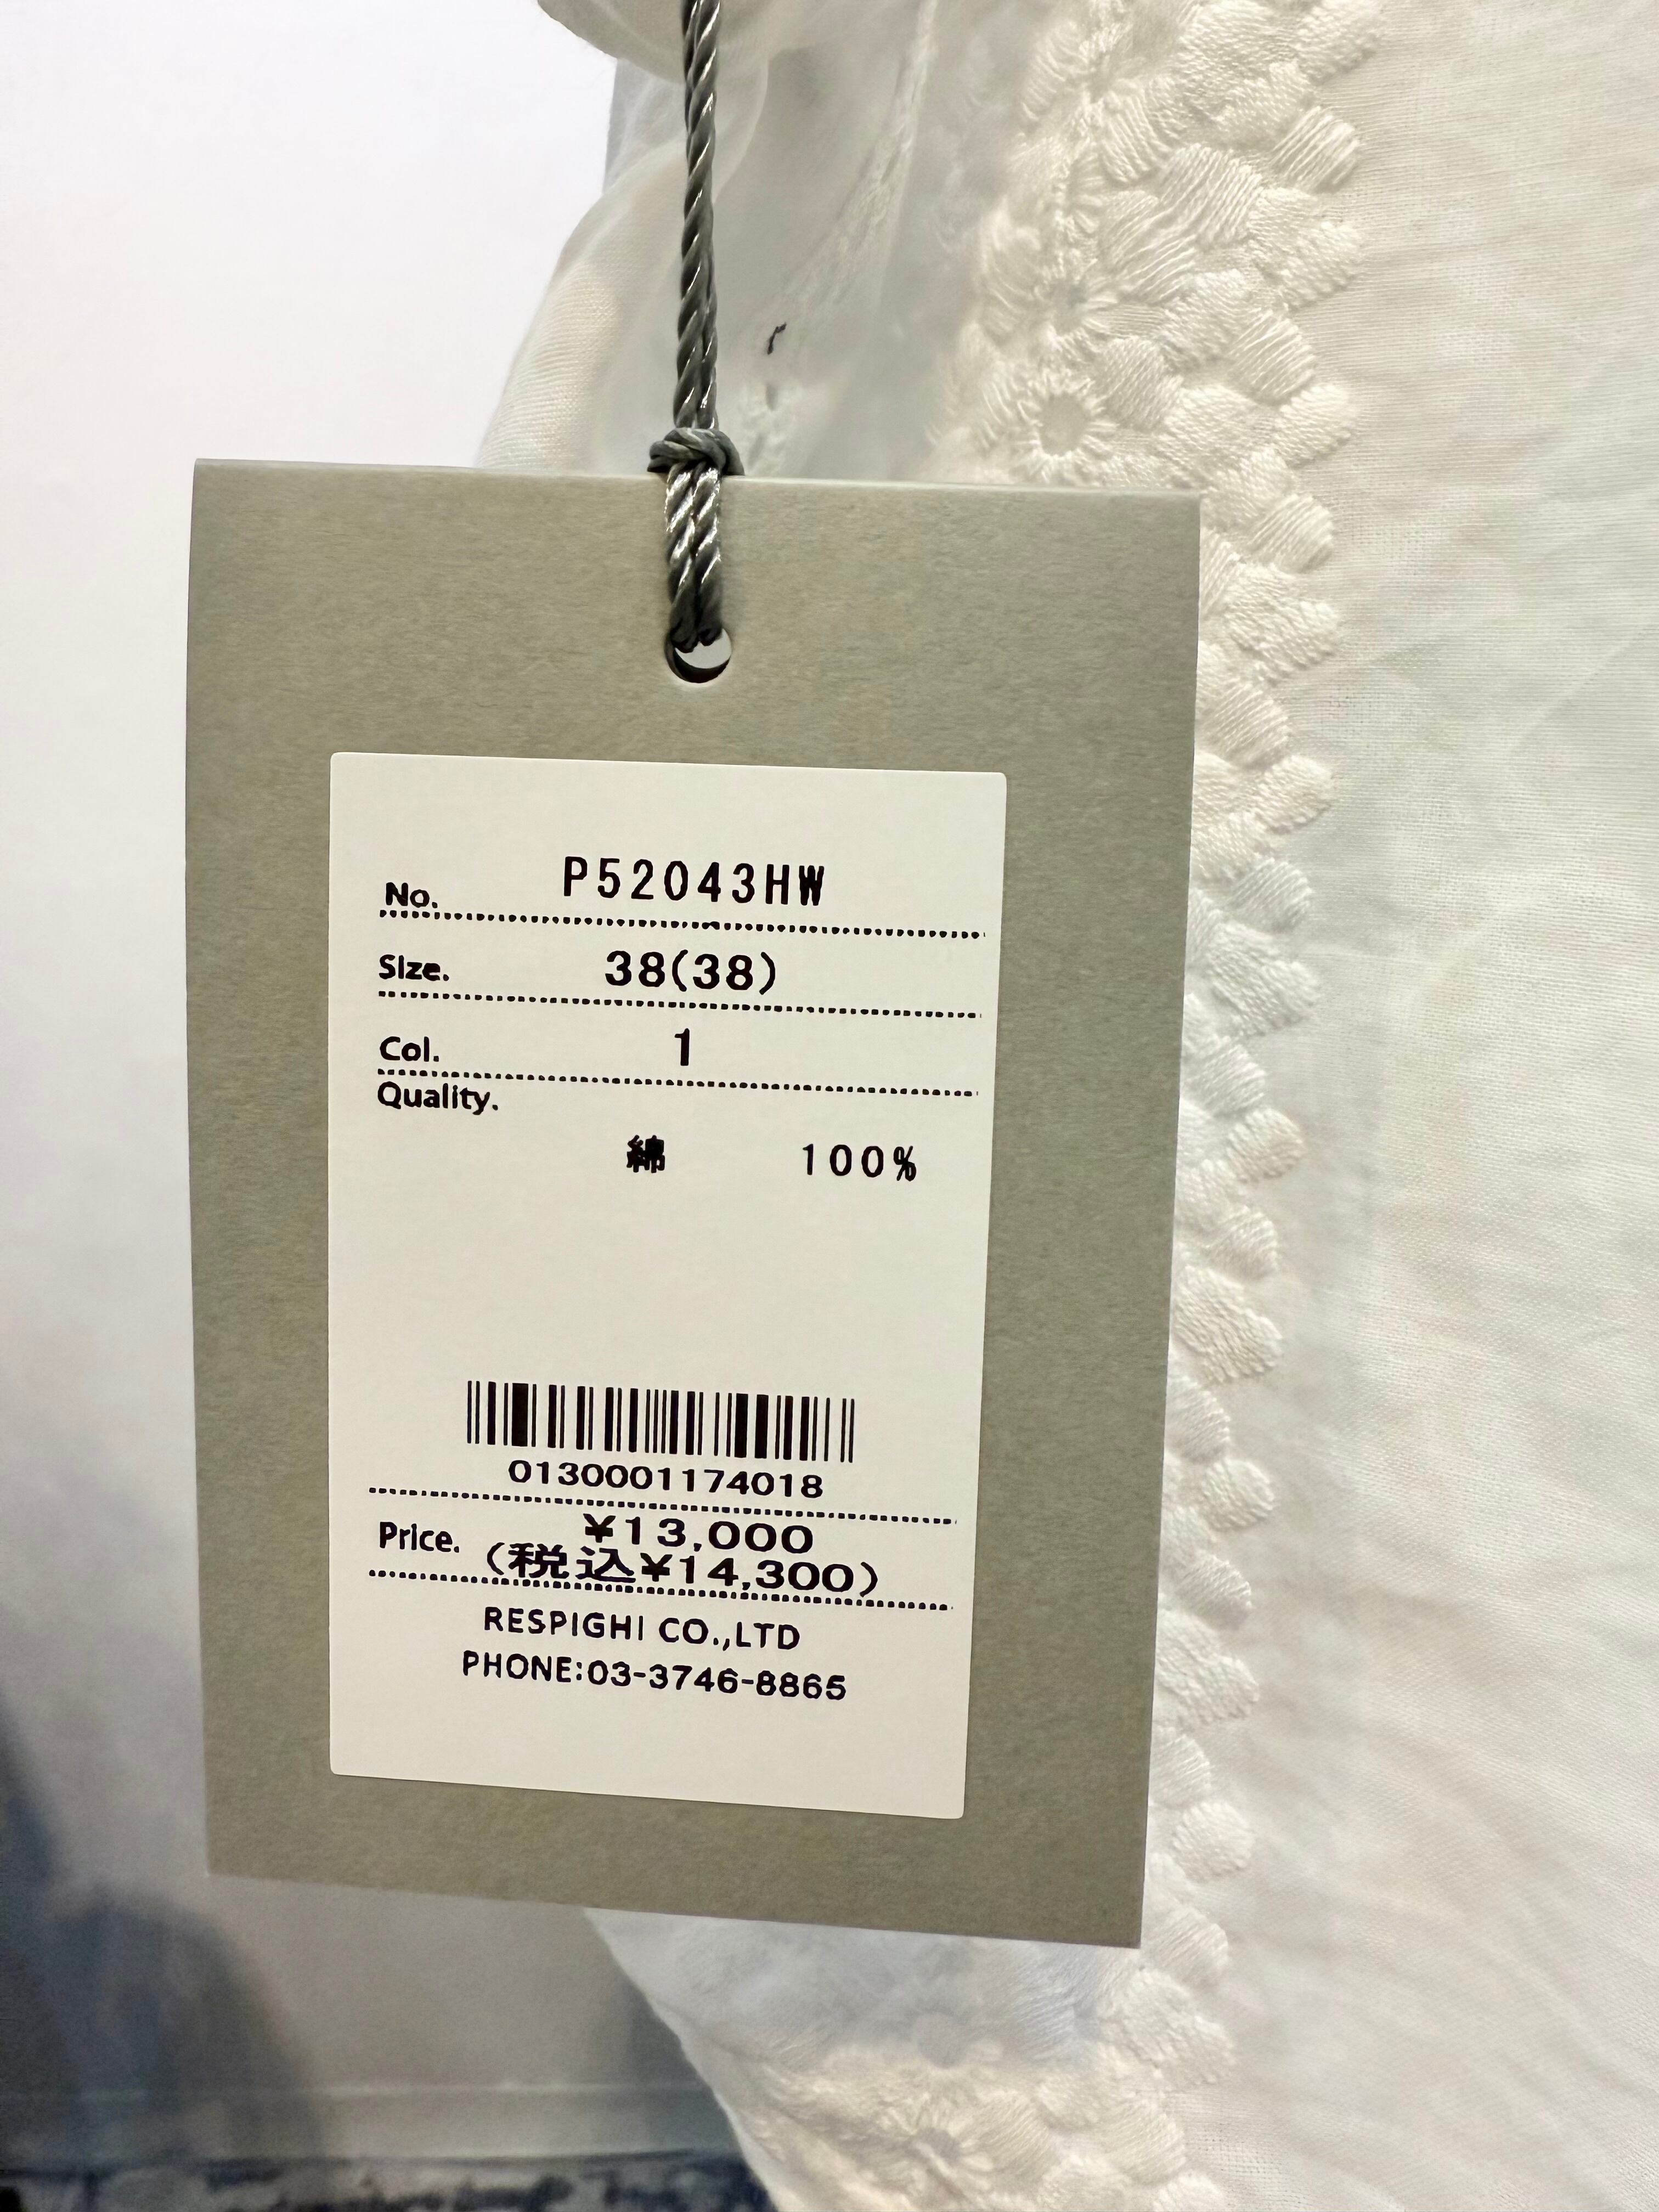 No. P52043HW
Size. 38(38)
Col. 1
Quality.
綿 100%
0130001174018
Price. ¥13,000
(税込¥14,300)
RESPIGHI CO.,LTD
PHONE:03-3746-8865